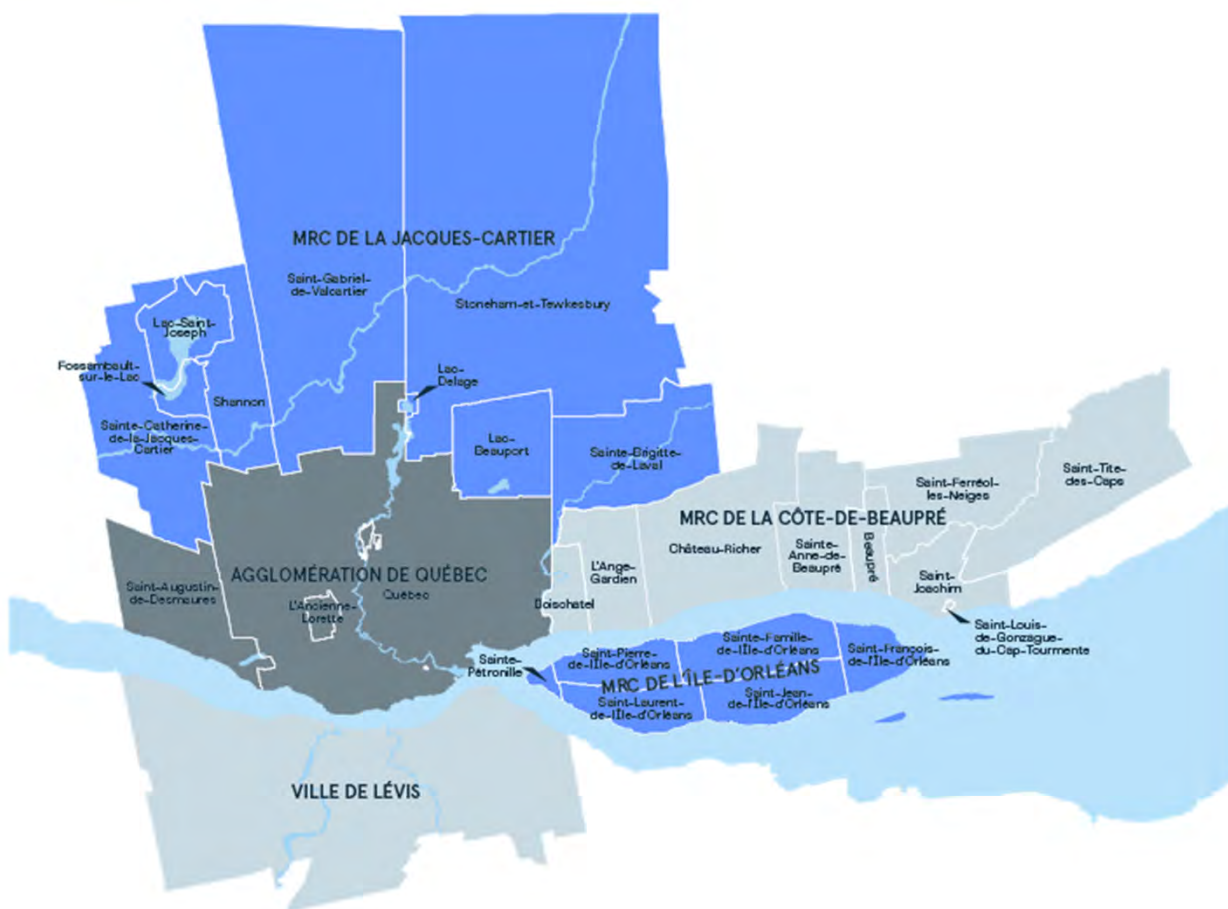 MRC DE LA JACQUES-CARTIER
Saint-Gabriel-
de-Valcartier
Stoneham-et-Tewkesbury
Lac-Saint-
Joseph
Fossambault-
sur-le-Lac
Shannon
Sainte-Catherine-
de-la-Jacques-
Cartier
Lac-
Delage
Lac-
Beauport
Sainte-Brigitte-
de-Laval
Saint-Tite-
des-Caps
Saint-Ferréol-
les-Neiges
MRC DE LA CÔTE-DE-BEAUPRÉ
Château-Richer
Sainte-
Anne-de-
Beaupré
Beaupré
L'Ange-
Gardien
Saint-
Joachim
Boischatel
Saint-Louis-
de-Gonzague-
du-Cap-Tourmente
AGGLOMÉRATION DE QUÉBEC
Québec
Saint-Augustin-
de-Desmaures
L'Ancienne-
Lorette
Sainte-
Pétronille
Saint-Pierre-
de-l'Île-d'Orléans
Sainte-Famille-
de-l'Île-d'Orléans
Saint-François-
de-l'Île-d'Orléans
MRC DE L'ÎLE-D'ORLÉANS
Saint-Laurent-
de-l'Île-d'Orléans
Saint-Jean-
de-l'Île-d'Orléans
VILLE DE LÉVIS